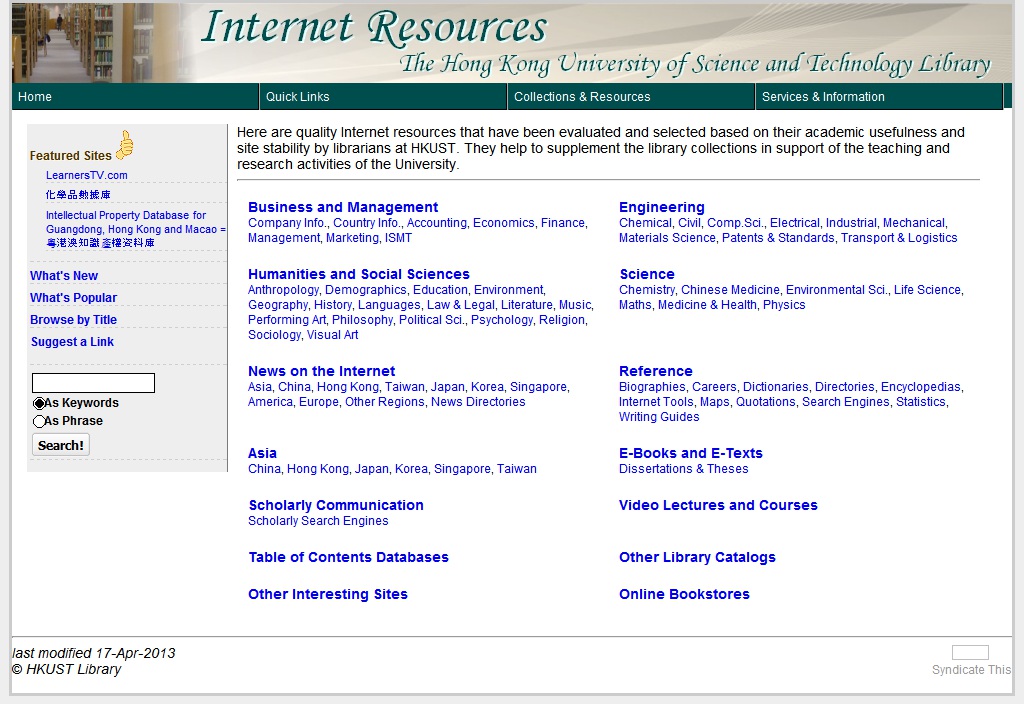 Internet Resources
The Hong Kong University of Science and Technology Library
Home
Quick Links
Collections & Resources
Services & Information
Featured Sites
LearnersTV.com
化學品數據庫
Intellectual Property Database for
Guangdong, Hong Kong and Macao =
粵港澳知識產權資料庫
What's New
What's Popular
Browse by Title
Suggest a Link
As Keywords
As Phrase
Search!
Here are quality Internet resources that have been evaluated and selected based on their academic usefulness and
site stability by librarians at HKUST. They help to supplement the library collections in support of the teaching and
research activities of the University.
Business and Management
Company Info., Country Info., Accounting, Economics, Finance,
Management, Marketing, ISMT
Engineering
Chemical, Civil, Comp.Sci., Electrical, Industrial, Mechanical,
Materials Science, Patents & Standards, Transport & Logistics
Humanities and Social Sciences
Anthropology, Demographics, Education, Environment,
Geography, History, Languages, Law & Legal, Literature, Music,
Performing Art, Philosophy, Political Sci., Psychology, Religion,
Sociology, Visual Art
Science
Chemistry, Chinese Medicine, Environmental Sci., Life Science,
Maths, Medicine & Health, Physics
News on the Internet
Asia, China, Hong Kong, Taiwan, Japan, Korea, Singapore,
America, Europe, Other Regions, News Directories
Reference
Biographies, Careers, Dictionaries, Directories, Encyclopedias,
Internet Tools, Maps, Quotations, Search Engines, Statistics,
Writing Guides
Asia
China, Hong Kong, Japan, Korea, Singapore, Taiwan
E-Books and E-Texts
Dissertations & Theses
Scholarly Communication
Scholarly Search Engines
Video Lectures and Courses
Table of Contents Databases
Other Library Catalogs
Other Interesting Sites
Online Bookstores
last modified 17-Apr-2013
© HKUST Library
Syndicate This